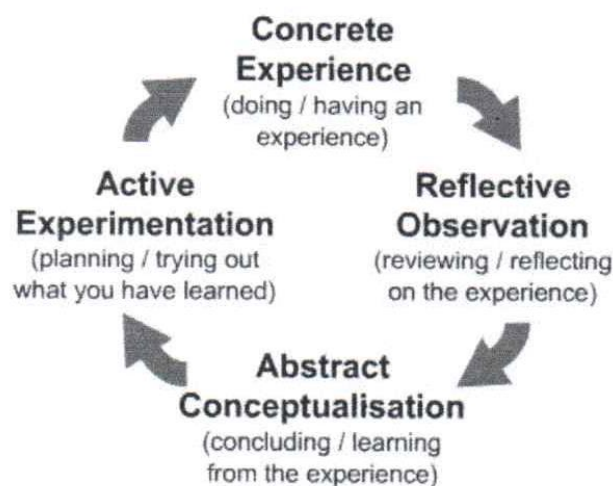 Concrete
Experience
(doing / having an
experience)
Reflective
Observation
(reviewing / reflecting
on the experience)
Abstract
Conceptualisation
(concluding / learning
from the experience)
Active
Experimentation
(planning / trying out
what you have learned)